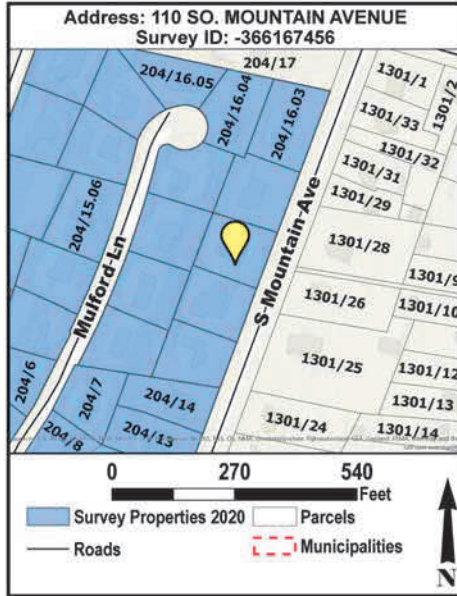 Address: 110 SO. MOUNTAIN AVENUE
Survey ID: -366167456
204/17
204/16.05
204/16.04
204/16.03
1301/1
1301/2
1301/33
1301/32
1301/31
1301/29
204/15.06
1301/28
S Mountain Ave
Mulford Ln
1301/9
1301/26
1301/10
1301/25
1301/12
204/6
204/7
204/14
1301/13
204/8
204/13
1301/24
1301/14
0 270 540
Feet
Survey Properties 2020
Parcels
Roads
Municipalities
N